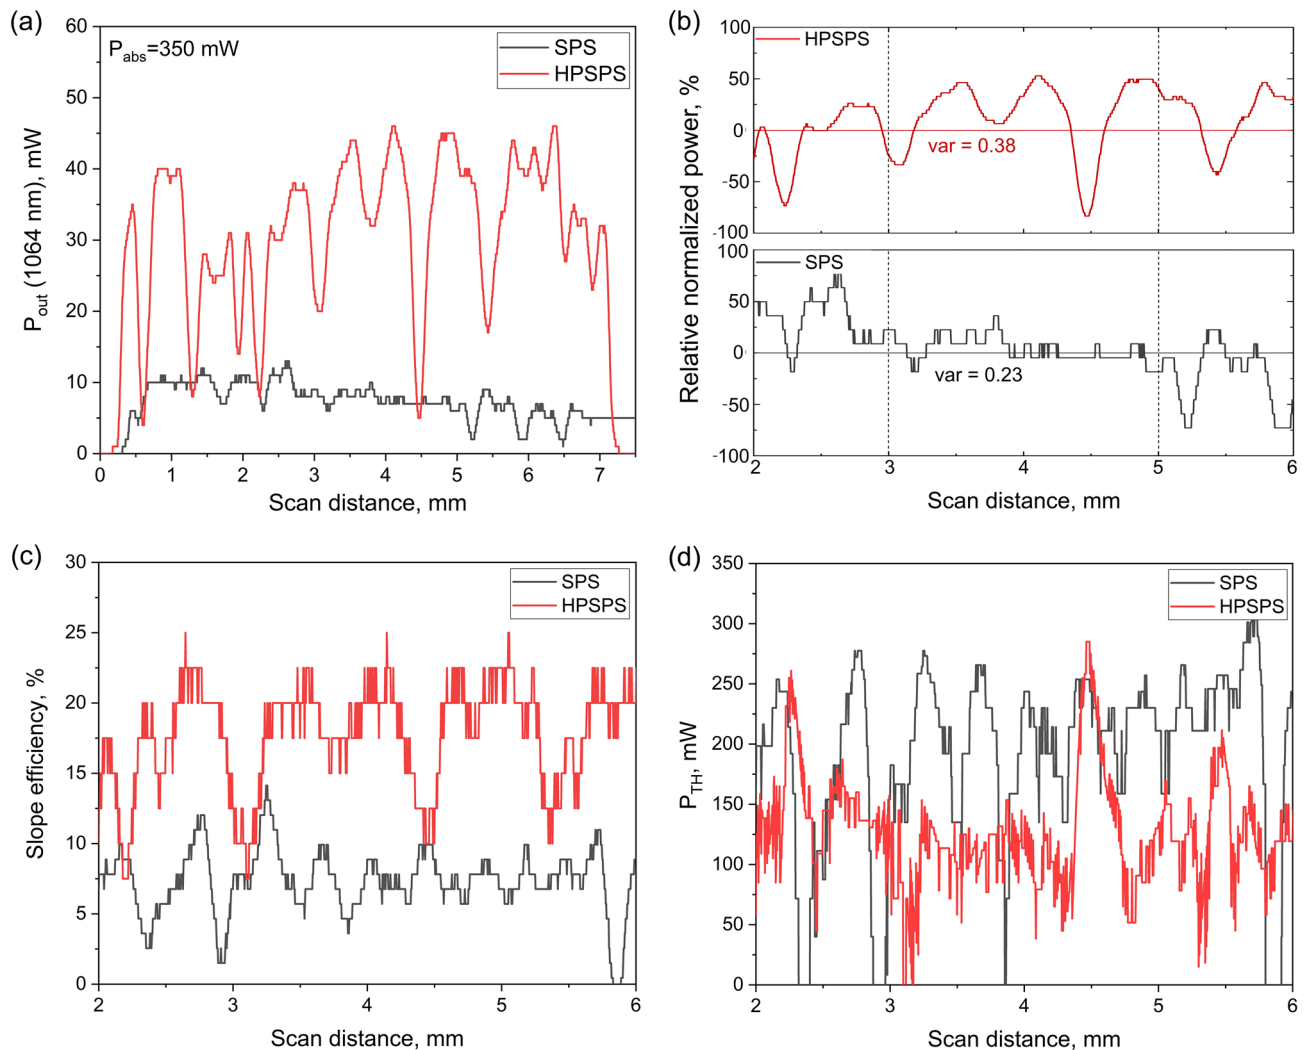 (a)
P_abs=350 mW
SPS
HPSPS
60
50
40
30
20
10
0
P_out (1064 nm), mW
0 1 2 3 4 5 6 7
Scan distance, mm
(b)
HPSPS
100
50
0
-50
-100
var = 0.38
SPS
100
50
0
-50
-100
var = 0.23
Relative normalized power, %
2 3 4 5 6
Scan distance, mm
(c)
SPS
HPSPS
30
25
20
15
10
5
0
Slope efficiency, %
2 3 4 5 6
Scan distance, mm
(d)
SPS
HPSPS
350
300
250
200
150
100
50
0
P_TH, mW
2 3 4 5 6
Scan distance, mm